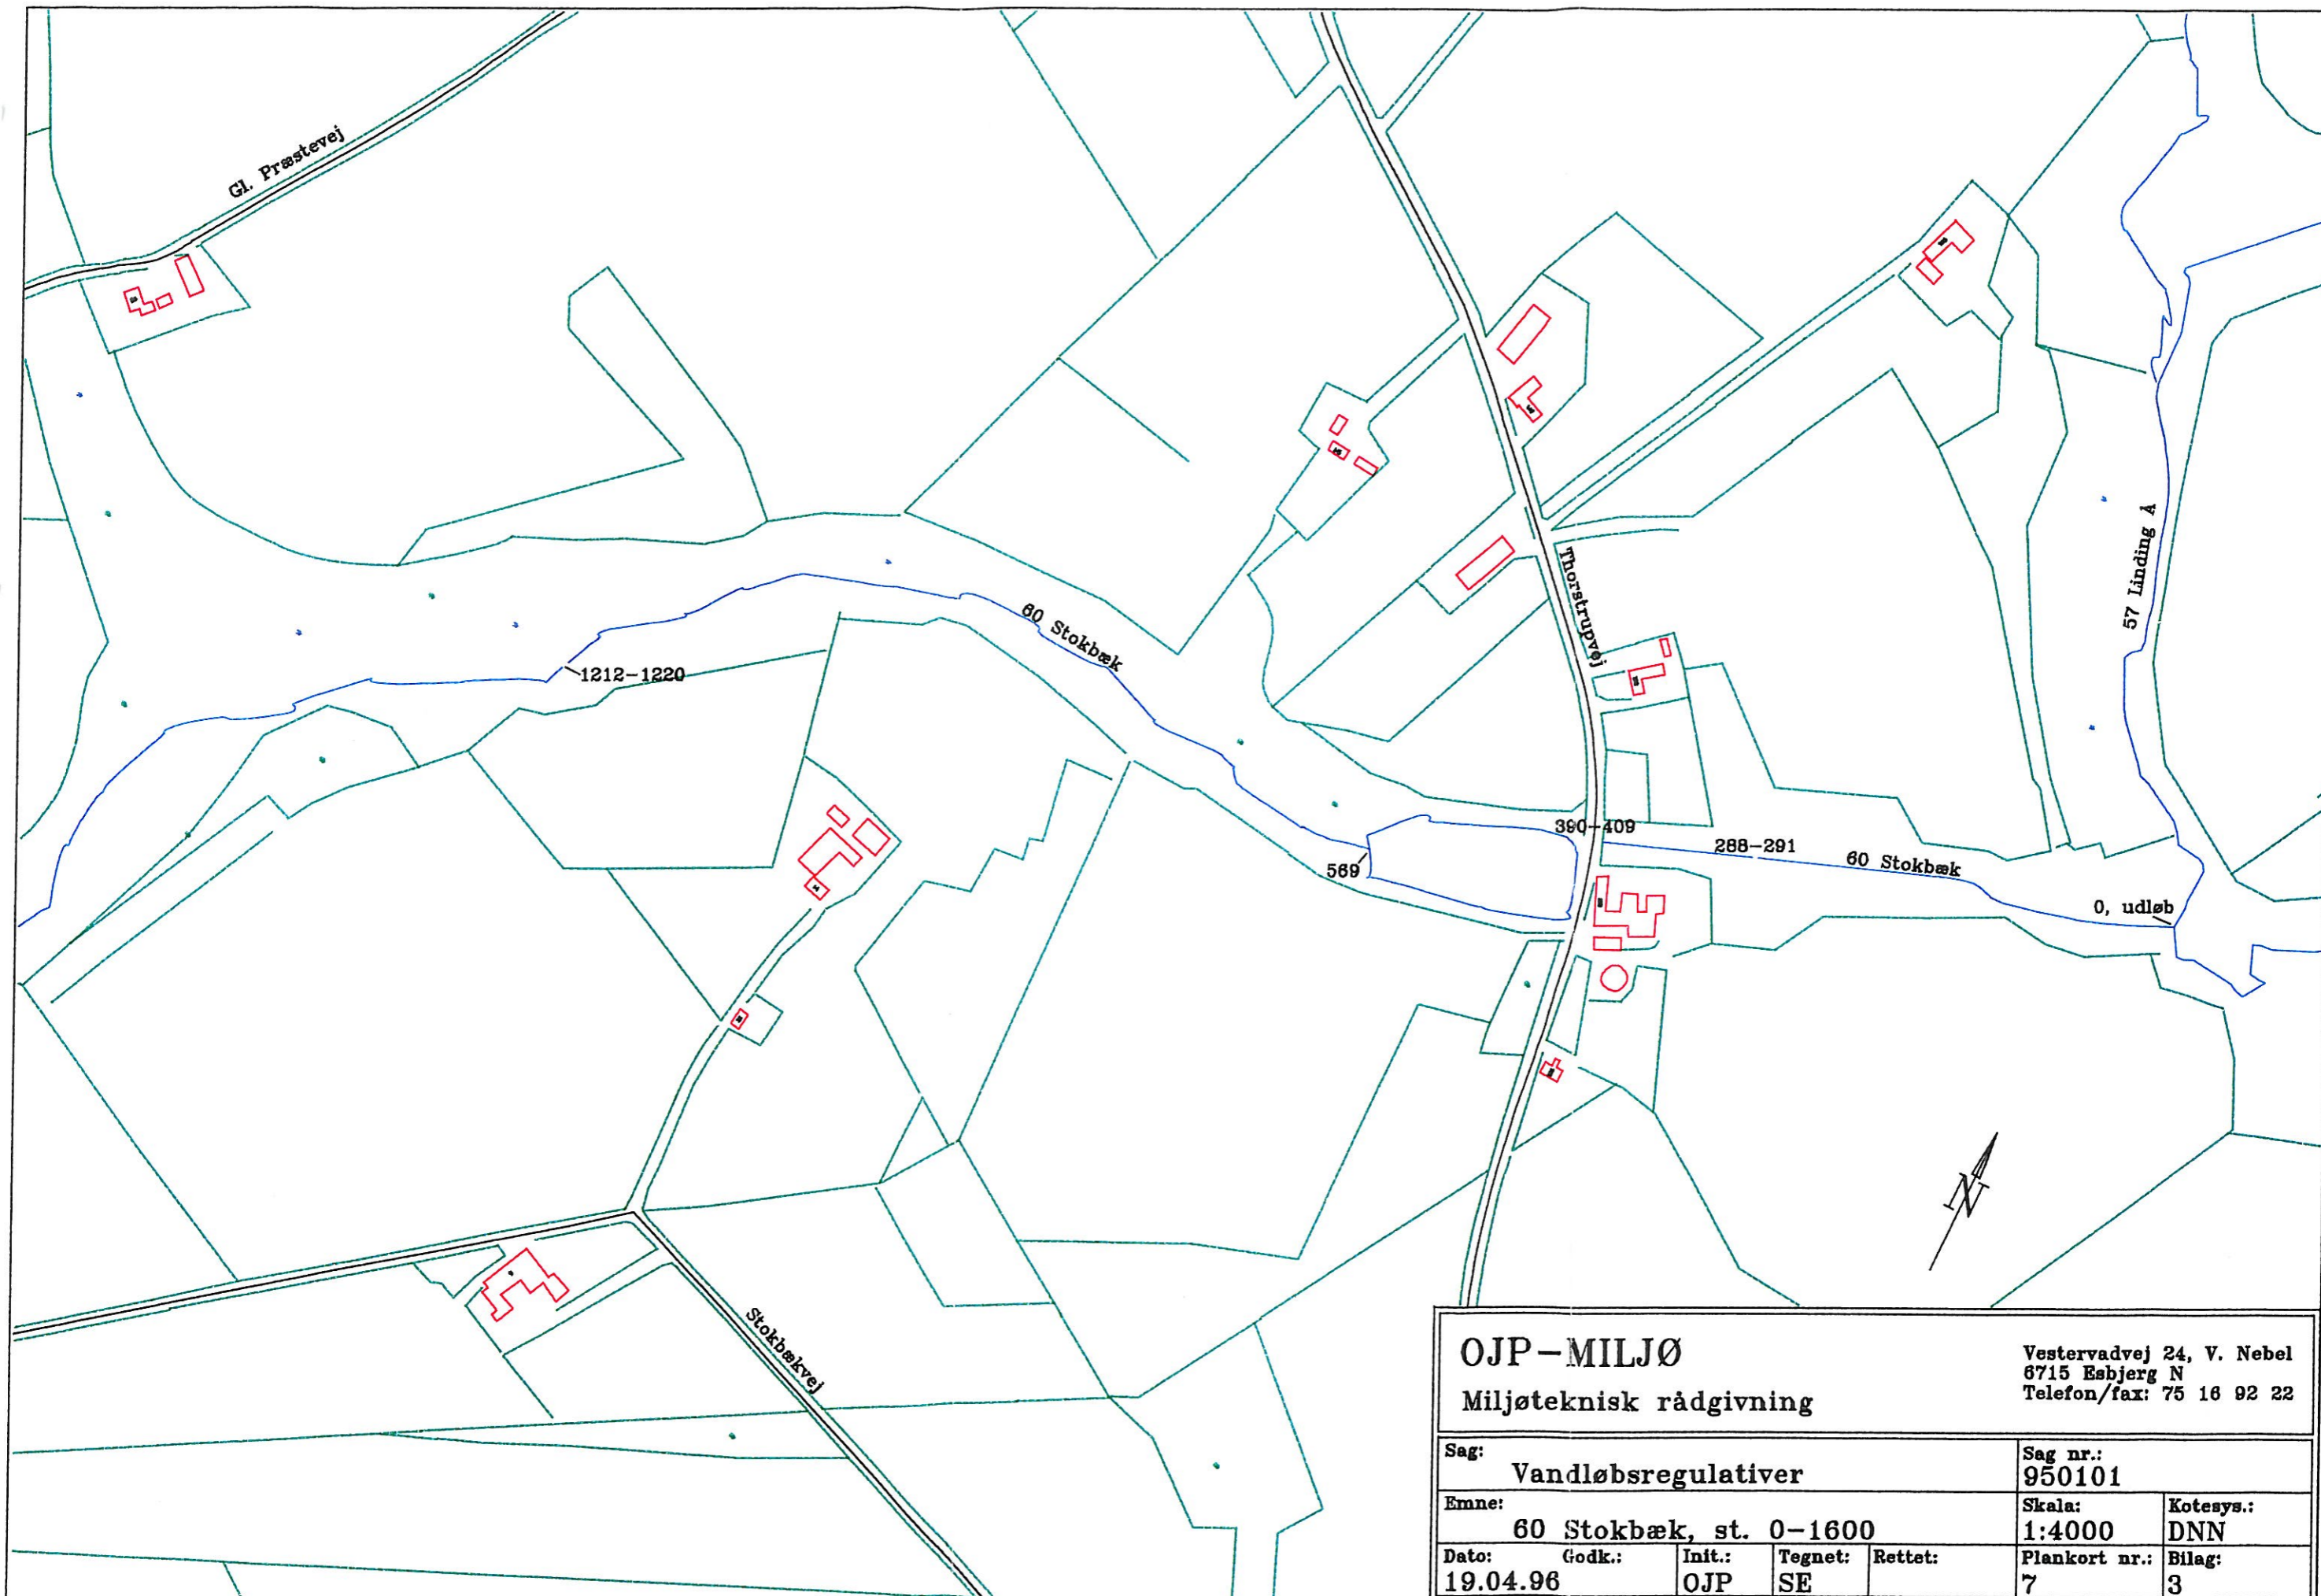 Gl. Præstevej
Thorstrupvej
57 Linding Å
60 Stokbæk
1212-1220
390-409
288-291
60 Stokbæk
569
0, udløb
N
Stokbækvej
OJP-MILJØ
Miljøteknisk rådgivning
Vestervadvej 24, V. Nebel
6715 Esbjerg N
Telefon/fax: 75 16 92 22
Sag:
Vandløbsregulativer
Sag nr.:
950101
Emne:
60 Stokbæk, st. 0-1600
Skala:
1:4000
Kotesys.:
DNN
Dato:
19.04.96
Godk.:
Init.:
OJP
Tegnet:
SE
Rettet:
Plankort nr.:
7
Bilag:
3